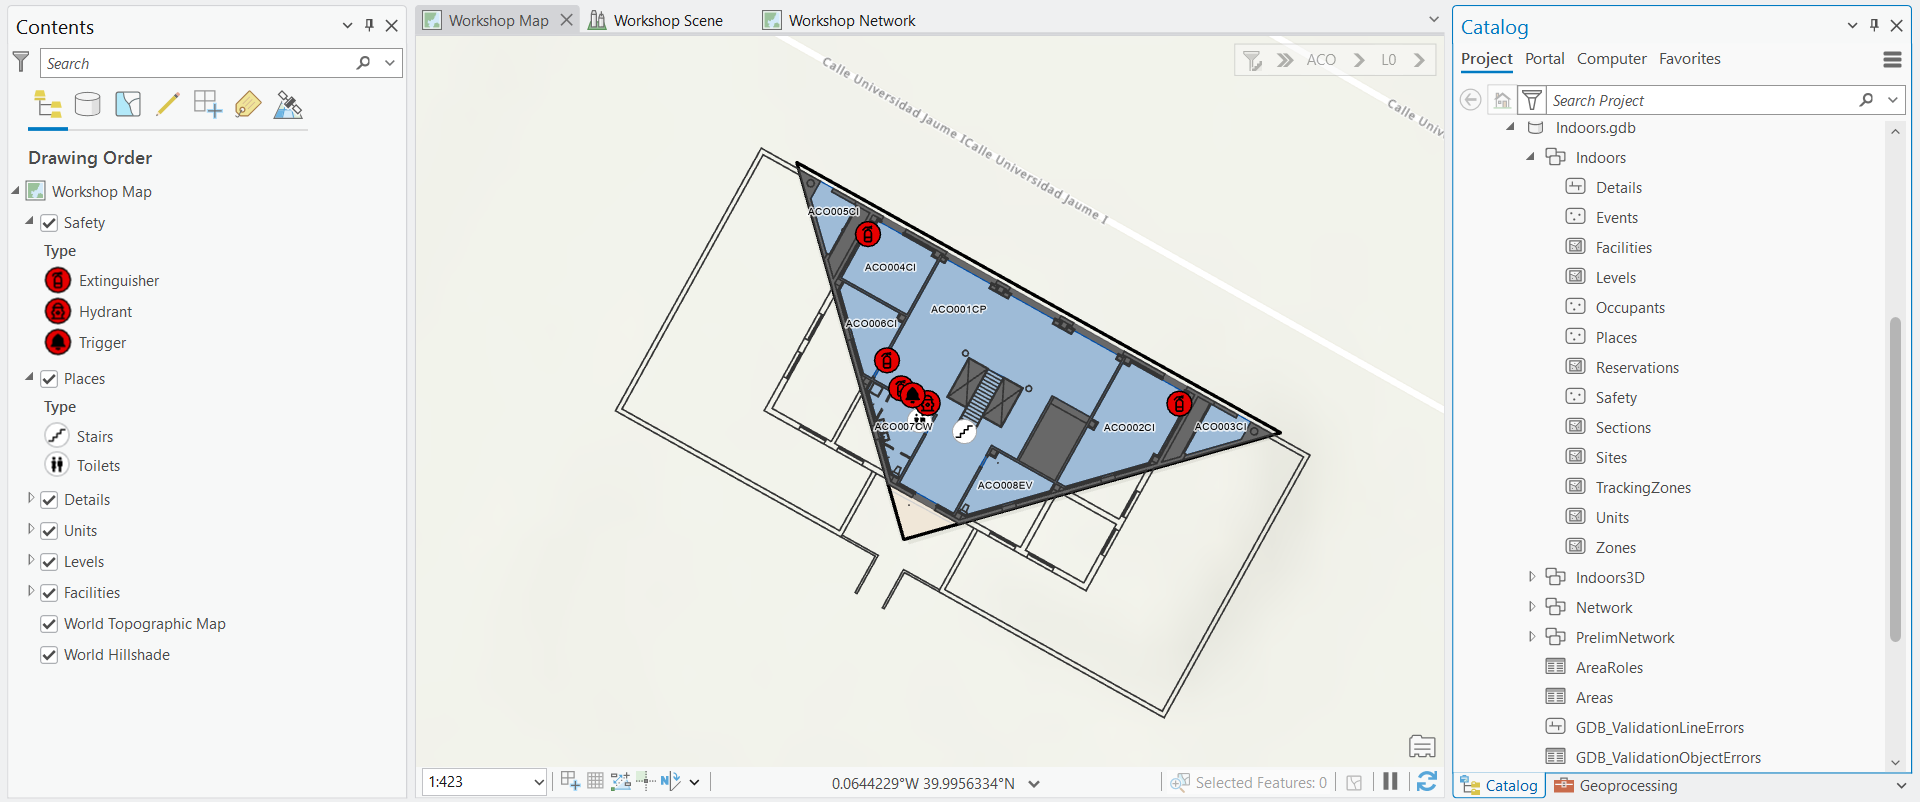 Contents
Search
Drawing Order
Workshop Map
Safety
Type
Extinguisher
Hydrant
Trigger
Places
Type
Stairs
Toilets
Details
Units
Levels
Facilities
World Topographic Map
World Hillshade
Workshop Map
Workshop Scene
Workshop Network
ACO
L0
Calle Universidad Jaume I
Calle Universidad Jaume I
Calle Univ
ACO005CI
ACO004CI
ACO001CP
ACO006CI
ACO007CW
ACO002CI
ACO003CI
ACO008EV
1:423
0.0644229°W 39.9956334°N
Selected Features: 0
Catalog
Project
Portal
Computer
Favorites
Search Project
Indoors.gdb
Indoors
Details
Events
Facilities
Levels
Occupants
Places
Reservations
Safety
Sections
Sites
TrackingZones
Units
Zones
Indoors3D
Network
PrelimNetwork
AreaRoles
Areas
GDB_ValidationLineErrors
GDB_ValidationObjectErrors
Catalog
Geoprocessing